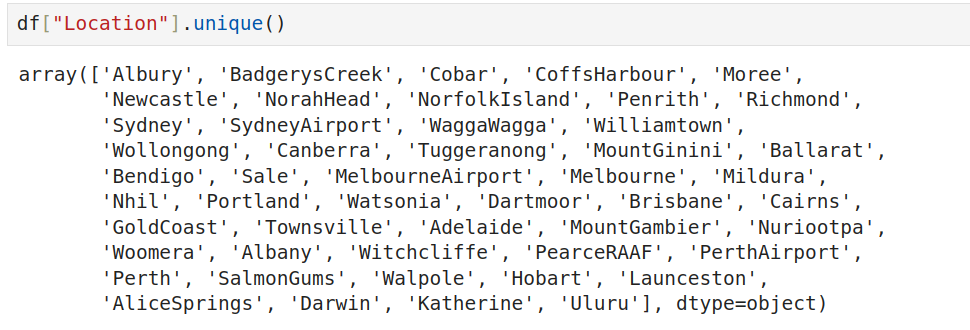 df["Location"].unique()
array(['Albury', 'BadgerysCreek', 'Cobar', 'CoffsHarbour', 'Moree',
'Newcastle', 'NorahHead', 'NorfolkIsland', 'Penrith', 'Richmond',
'Sydney', 'SydneyAirport', 'WaggaWagga', 'Williamtown',
'Wollongong', 'Canberra', 'Tuggeranong', 'MountGinini', 'Ballarat',
'Bendigo', 'Sale', 'MelbourneAirport', 'Melbourne', 'Mildura',
'Nhil', 'Portland', 'Watsonia', 'Dartmoor', 'Brisbane', 'Cairns',
'GoldCoast', 'Townsville', 'Adelaide', 'MountGambier', 'Nuriootpa',
'Woomera', 'Albany', 'Witchcliffe', 'PearceRAAF', 'PerthAirport',
'Perth', 'SalmonGums', 'Walpole', 'Hobart', 'Launceston',
'AliceSprings', 'Darwin', 'Katherine', 'Uluru'], dtype=object)